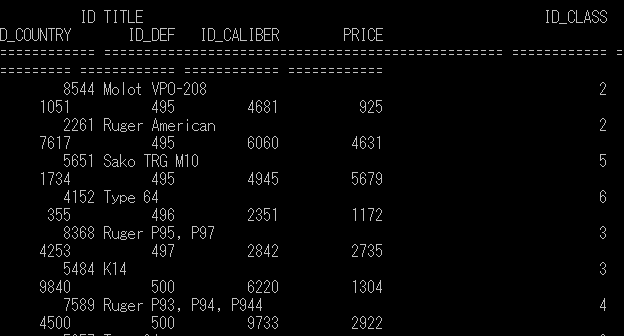 ID TITLE ID_CLASS
D_COUNTRY ID_DEF ID_CALIBER PRICE
8544 Molot VPO-208 2
1051 495 4681 925
2261 Ruger American 2
7617 495 6060 4631
5651 Sako TRG M10 5
1734 495 4945 5679
4152 Type 64 6
355 496 2351 1172
8368 Ruger P95, P97 3
4253 497 2842 2735
5484 K14 3
9840 500 6220 1304
7589 Ruger P93, P94, P944 4
4500 500 9733 2922